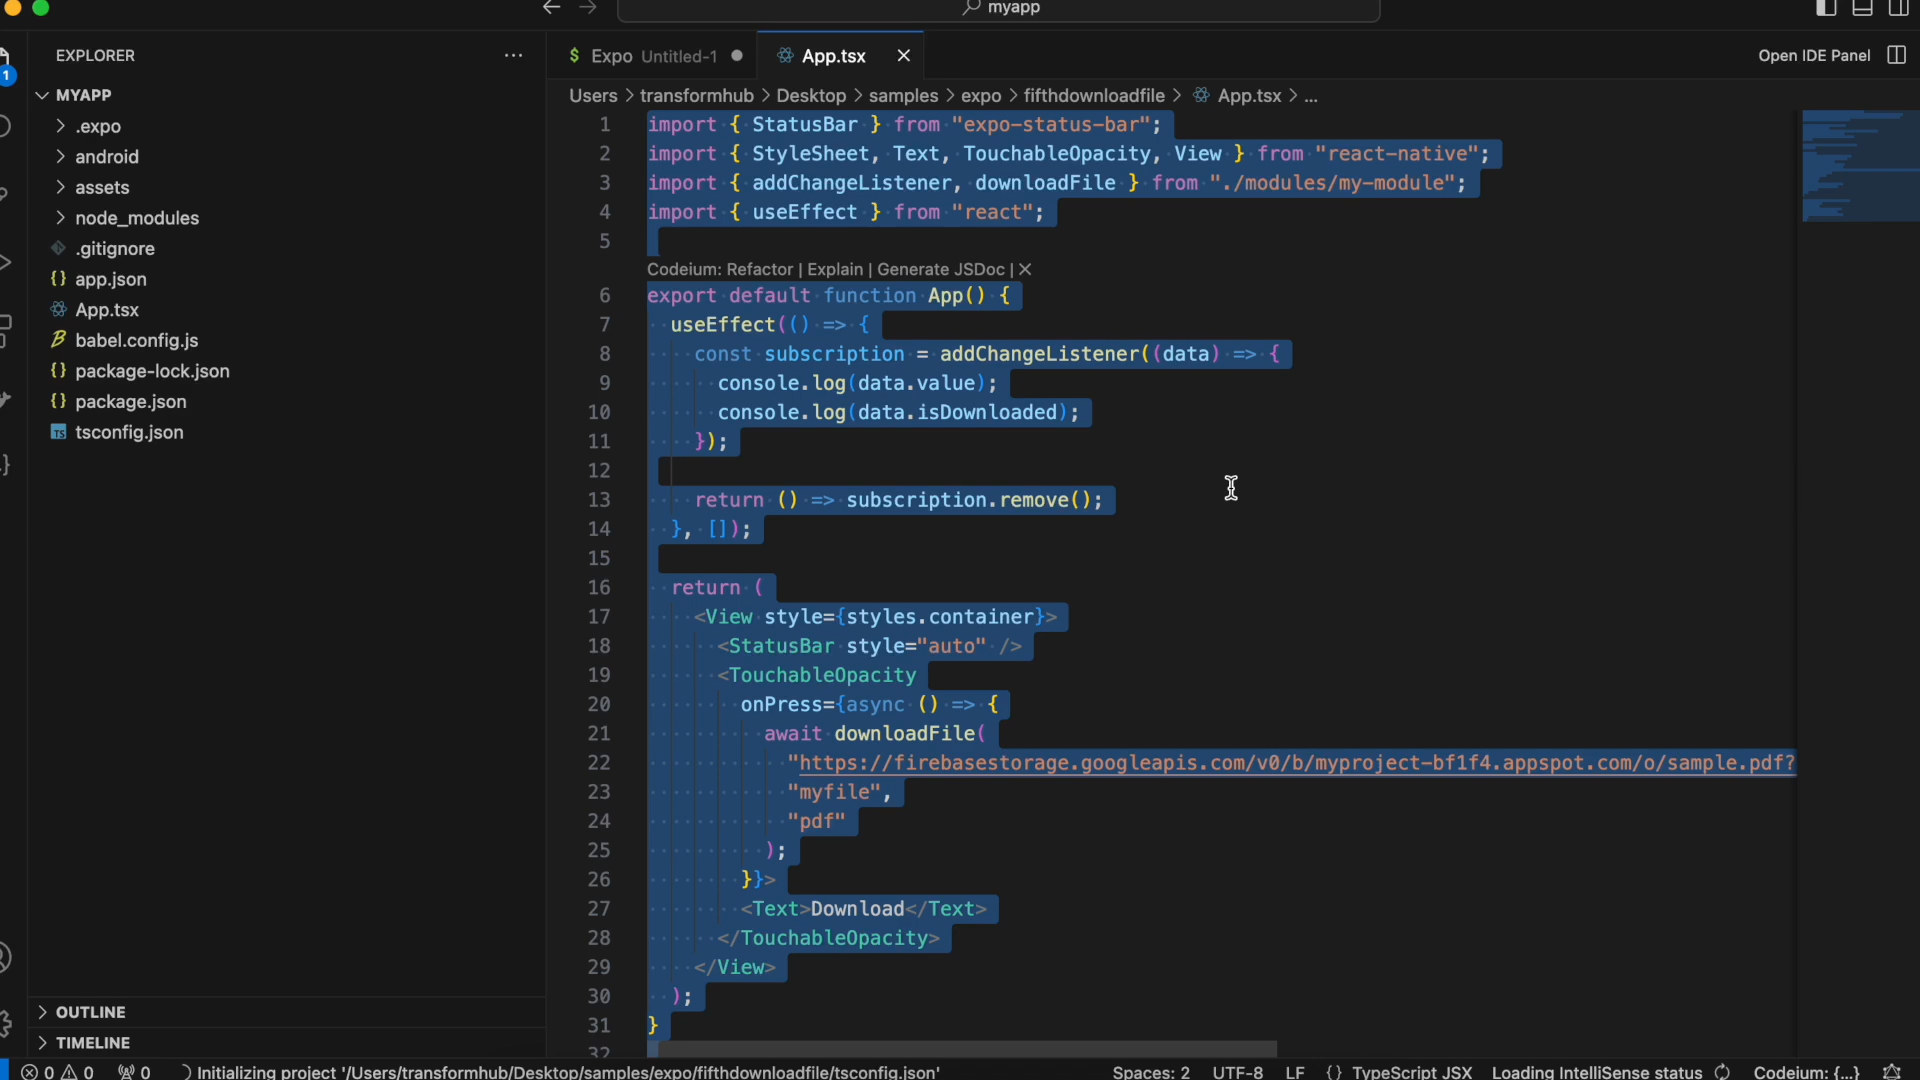 myapp
EXPLORER
...
$ Expo Untitled-1
App.tsx
Open IDE Panel
1
MYAPP
.expo
android
assets
node_modules
.gitignore
{} app.json
App.tsx
babel.config.js
{} package-lock.json
{} package.json
TS tsconfig.json
OUTLINE
TIMELINE
Users > transformhub > Desktop > samples > expo > fifthdownloadfile > App.tsx > ...
1 import { StatusBar } from "expo-status-bar";
2 import { StyleSheet, Text, TouchableOpacity, View } from "react-native";
3 import { addChangeListener, downloadFile } from "./modules/my-module";
4 import { useEffect } from "react";
5
Codeium: Refactor | Explain | Generate JSDoc | X
6 export default function App() {
7 useEffect(() => {
8 const subscription = addChangeListener((data) => {
9 console.log(data.value);
10 console.log(data.isDownloaded);
11 });
12
13 return () => subscription.remove();
14 }, []);
15
16 return (
17 <View style={styles.container}>
18 <StatusBar style="auto" />
19 <TouchableOpacity
20 onPress={async () => {
21 await downloadFile(
22 "https://firebasestorage.googleapis.com/v0/b/myproject-bf1f4.appspot.com/o/sample.pdf?
23 "myfile",
24 "pdf"
25 );
26 }}>
27 <Text>Download</Text>
28 </TouchableOpacity>
29 </View>
30 );
31 }
32
0 0 0 Initializing project '/Users/transformhub/Desktop/samples/expo/fifthdownloadfile/tsconfig.json' Spaces: 2 UTF-8 LF {} TypeScript JSX Loading IntelliSense status Codeium: {...}